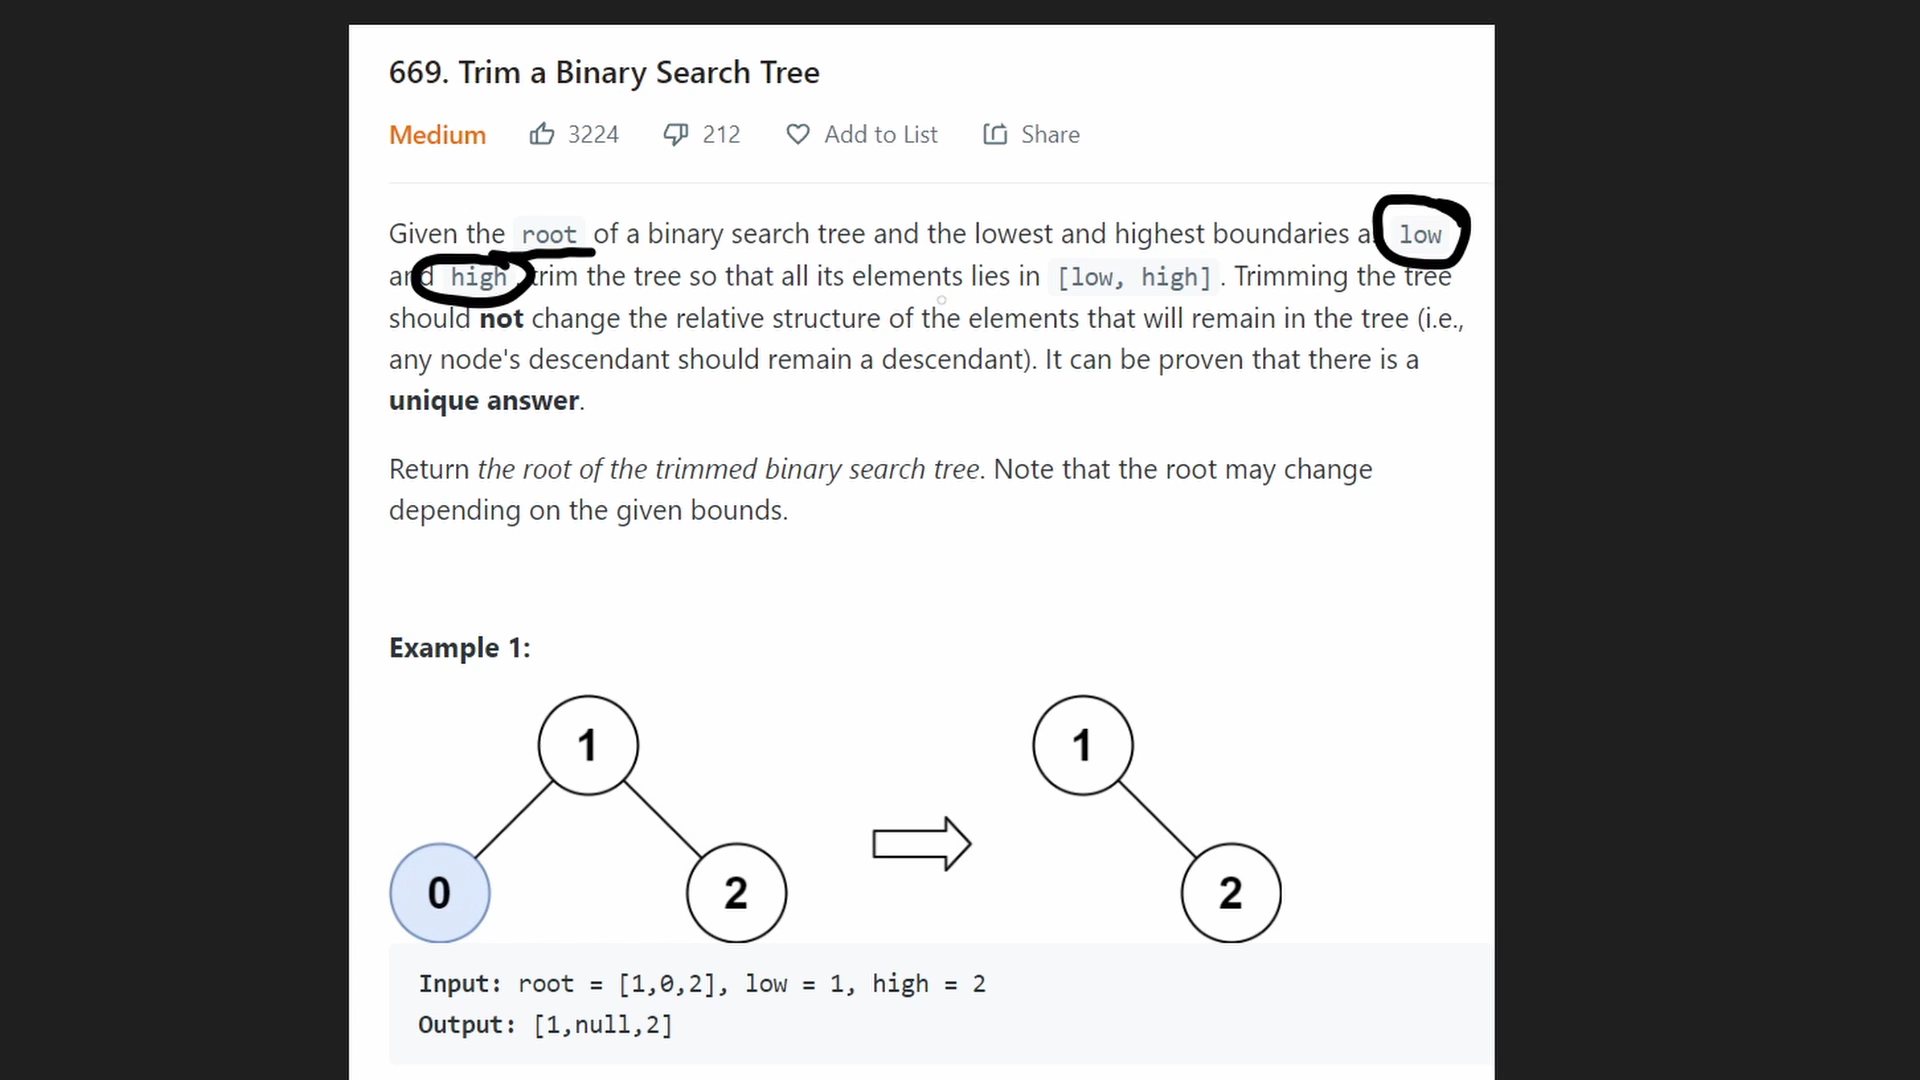 669. Trim a Binary Search Tree
Medium 3224 212 Add to List Share
Given the root of a binary search tree and the lowest and highest boundaries a low
and high trim the tree so that all its elements lies in [low, high]. Trimming the tree
should not change the relative structure of the elements that will remain in the tree (i.e.,
any node's descendant should remain a descendant). It can be proven that there is a
unique answer.
Return the root of the trimmed binary search tree. Note that the root may change
depending on the given bounds.
Example 1:
1 1
0 2 2
Input: root = [1,0,2], low = 1, high = 2
Output: [1,null,2]